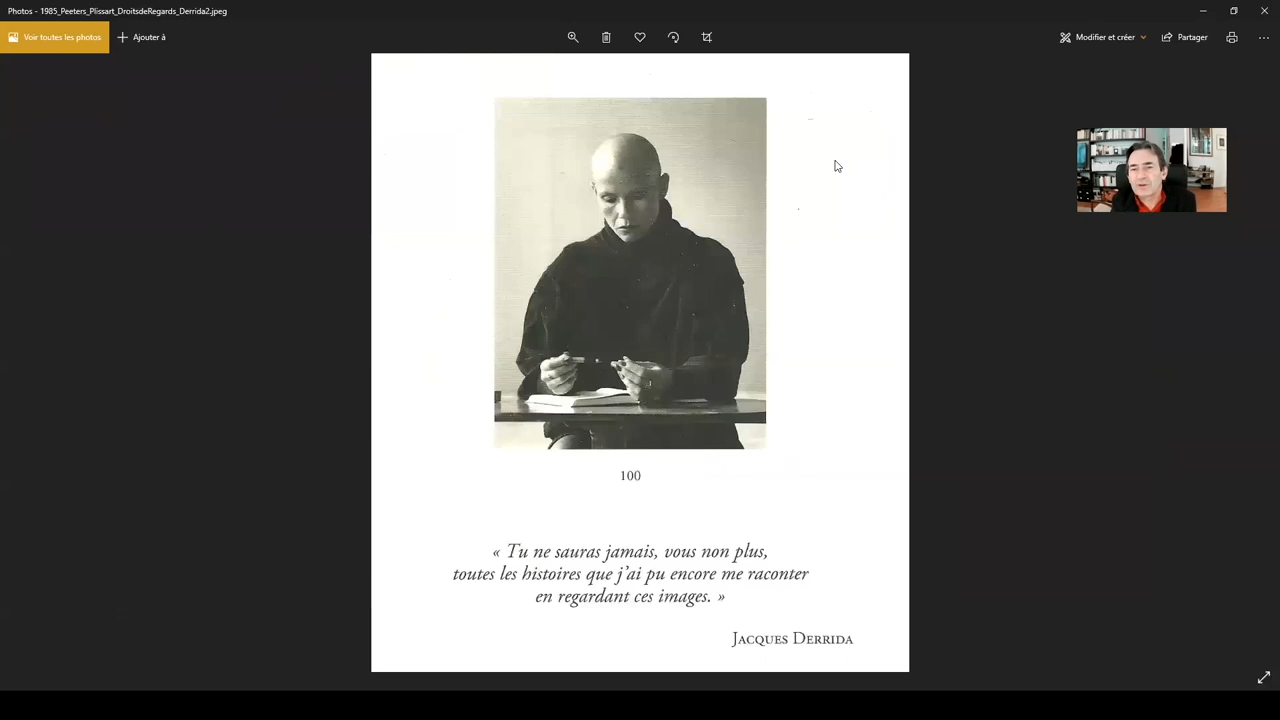 Photos - 1985_Peeters_Plissart_DroitsdeRegards_Derrida2.jpeg
Voir toutes les photos
Ajouter à
Modifier et créer
Partager
100
« Tu ne sauras jamais, vous non plus,
toutes les histoires que j'ai pu encore me raconter
en regardant ces images. »
Jacques Derrida